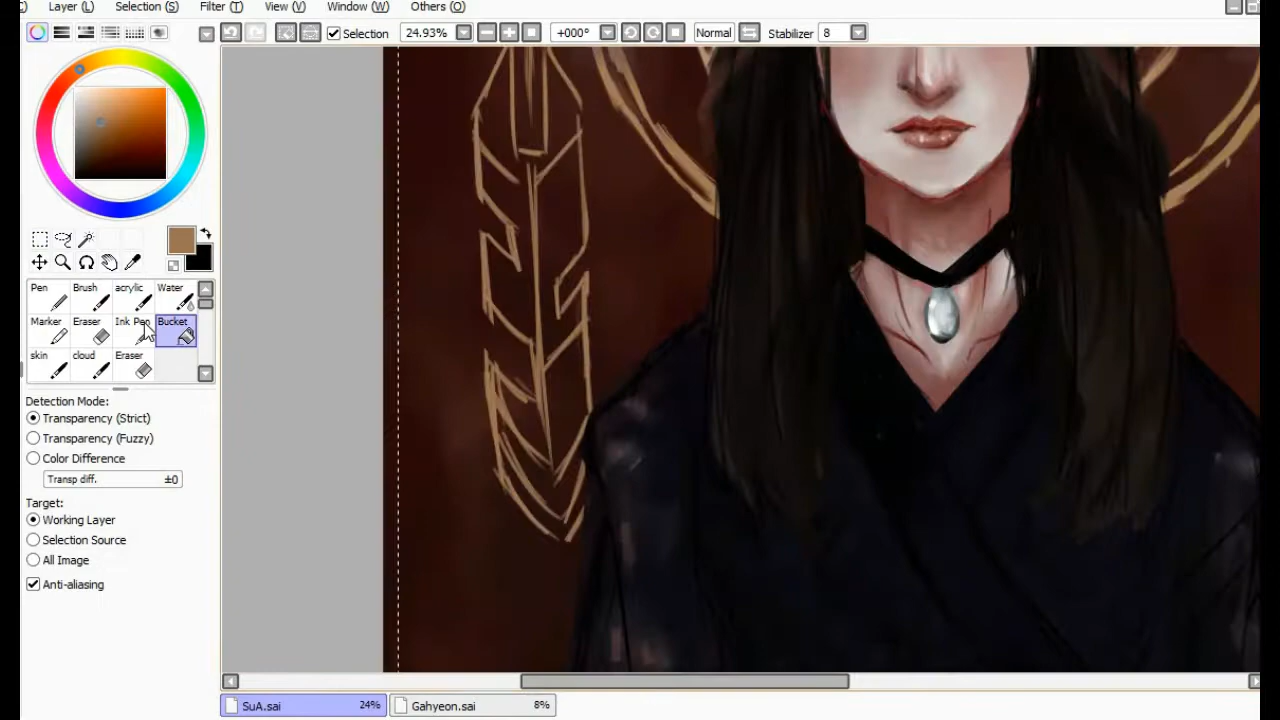 Layer (L) Selection (S) Filter (T) View (V) Window (W) Others (O)
Selection 24.93% +000° Normal Stabilizer 8
Pen Brush acrylic Water
Marker Eraser Ink Pen Bucket
skin cloud Eraser
Detection Mode:
Transparency (Strict)
Transparency (Fuzzy)
Color Difference
Transp diff. ±0
Target:
Working Layer
Selection Source
All Image
Anti-aliasing
SuA.sai 24% Gahyeon.sai 8%